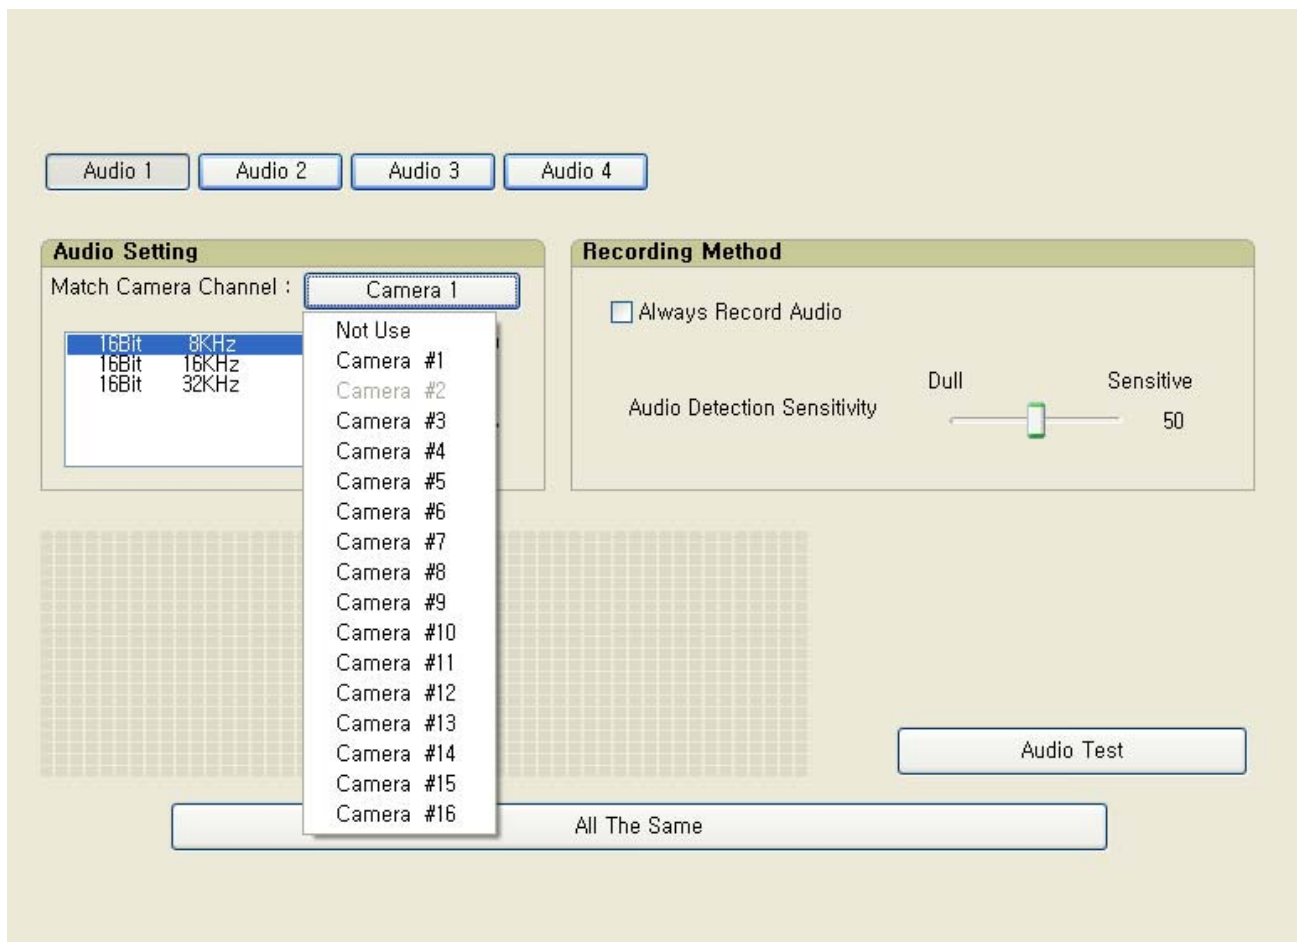 Audio 1 Audio 2 Audio 3 Audio 4
Audio Setting
Match Camera Channel : Camera 1
16Bit 8KHz
16Bit 16KHz
16Bit 32KHz
Not Use
Camera #1
Camera #2
Camera #3
Camera #4
Camera #5
Camera #6
Camera #7
Camera #8
Camera #9
Camera #10
Camera #11
Camera #12
Camera #13
Camera #14
Camera #15
Camera #16
Recording Method
Always Record Audio
Dull Sensitive
Audio Detection Sensitivity 50
Audio Test
All The Same